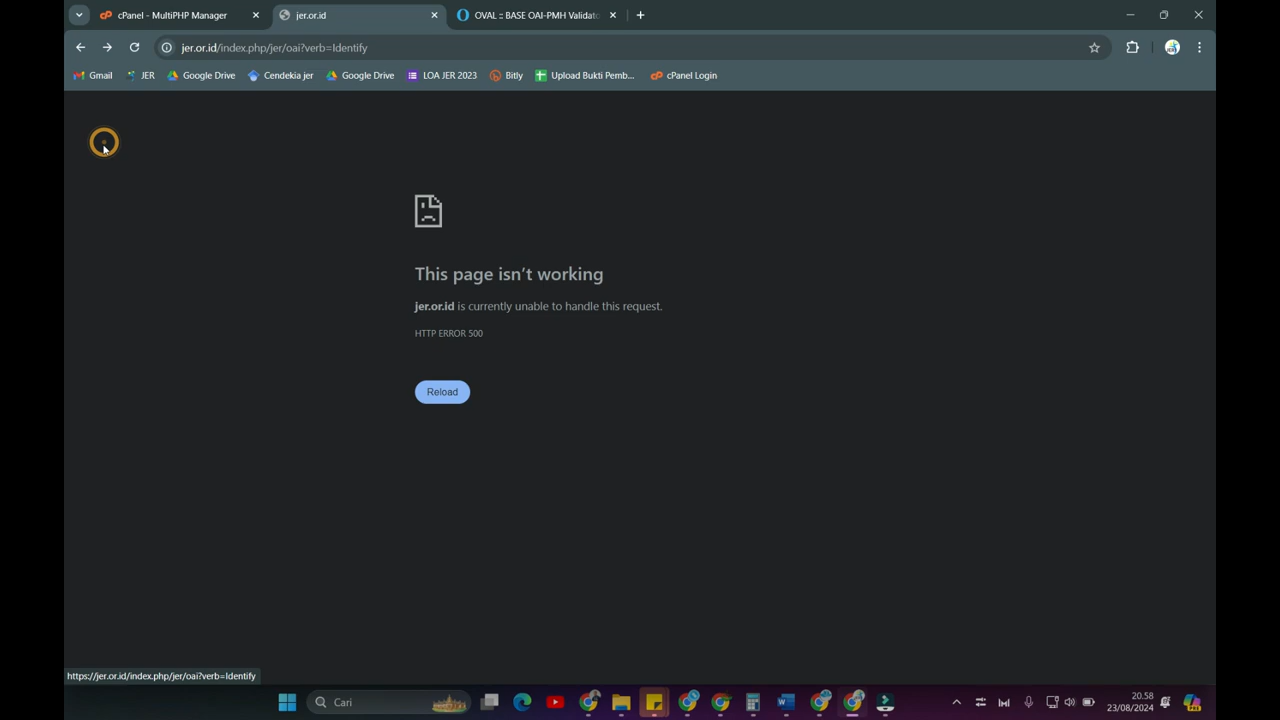 cPanel - MultiPHP Manager
jer.or.id
OVAL :: BASE OAI-PMH Validato
jer.or.id/index.php/jer/oai?verb=Identify
Gmail
JER
Google Drive
Cendekia jer
Google Drive
LOA JER 2023
Bitly
Upload Bukti Pemb...
cPanel Login
This page isn't working
jer.or.id is currently unable to handle this request.
HTTP ERROR 500
Reload
https://jer.or.id/index.php/jer/oai?verb=Identify
Cari
20.58
23/08/2024